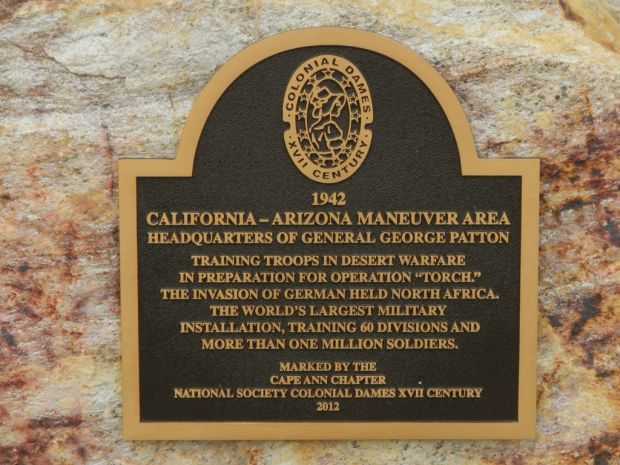 COLONIAL DAMES
XVII CENTURY
1942
CALIFORNIA – ARIZONA MANEUVER AREA
HEADQUARTERS OF GENERAL GEORGE PATTON
TRAINING TROOPS IN DESERT WARFARE
IN PREPARATION FOR OPERATION “TORCH.”
THE INVASION OF GERMAN HELD NORTH AFRICA.
THE WORLD’S LARGEST MILITARY
INSTALLATION, TRAINING 60 DIVISIONS AND
MORE THAN ONE MILLION SOLDIERS.
MARKED BY THE
CAPE ANN CHAPTER
NATIONAL SOCIETY COLONIAL DAMES XVII CENTURY
2012